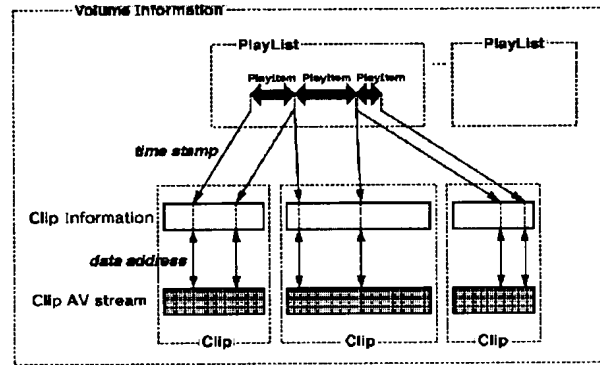 Volume Information
PlayList
PlayList
PlayItem PlayItem PlayItem
time stamp
Clip Information
data address
Clip AV stream
Clip
Clip
Clip